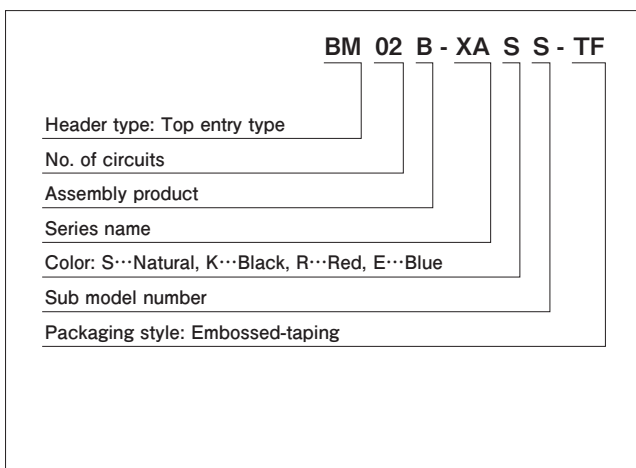 BM 02 B - XA S S - TF
Header type: Top entry type
No. of circuits
Assembly product
Series name
Color: S···Natural, K···Black, R···Red, E···Blue
Sub model number
Packaging style: Embossed-taping